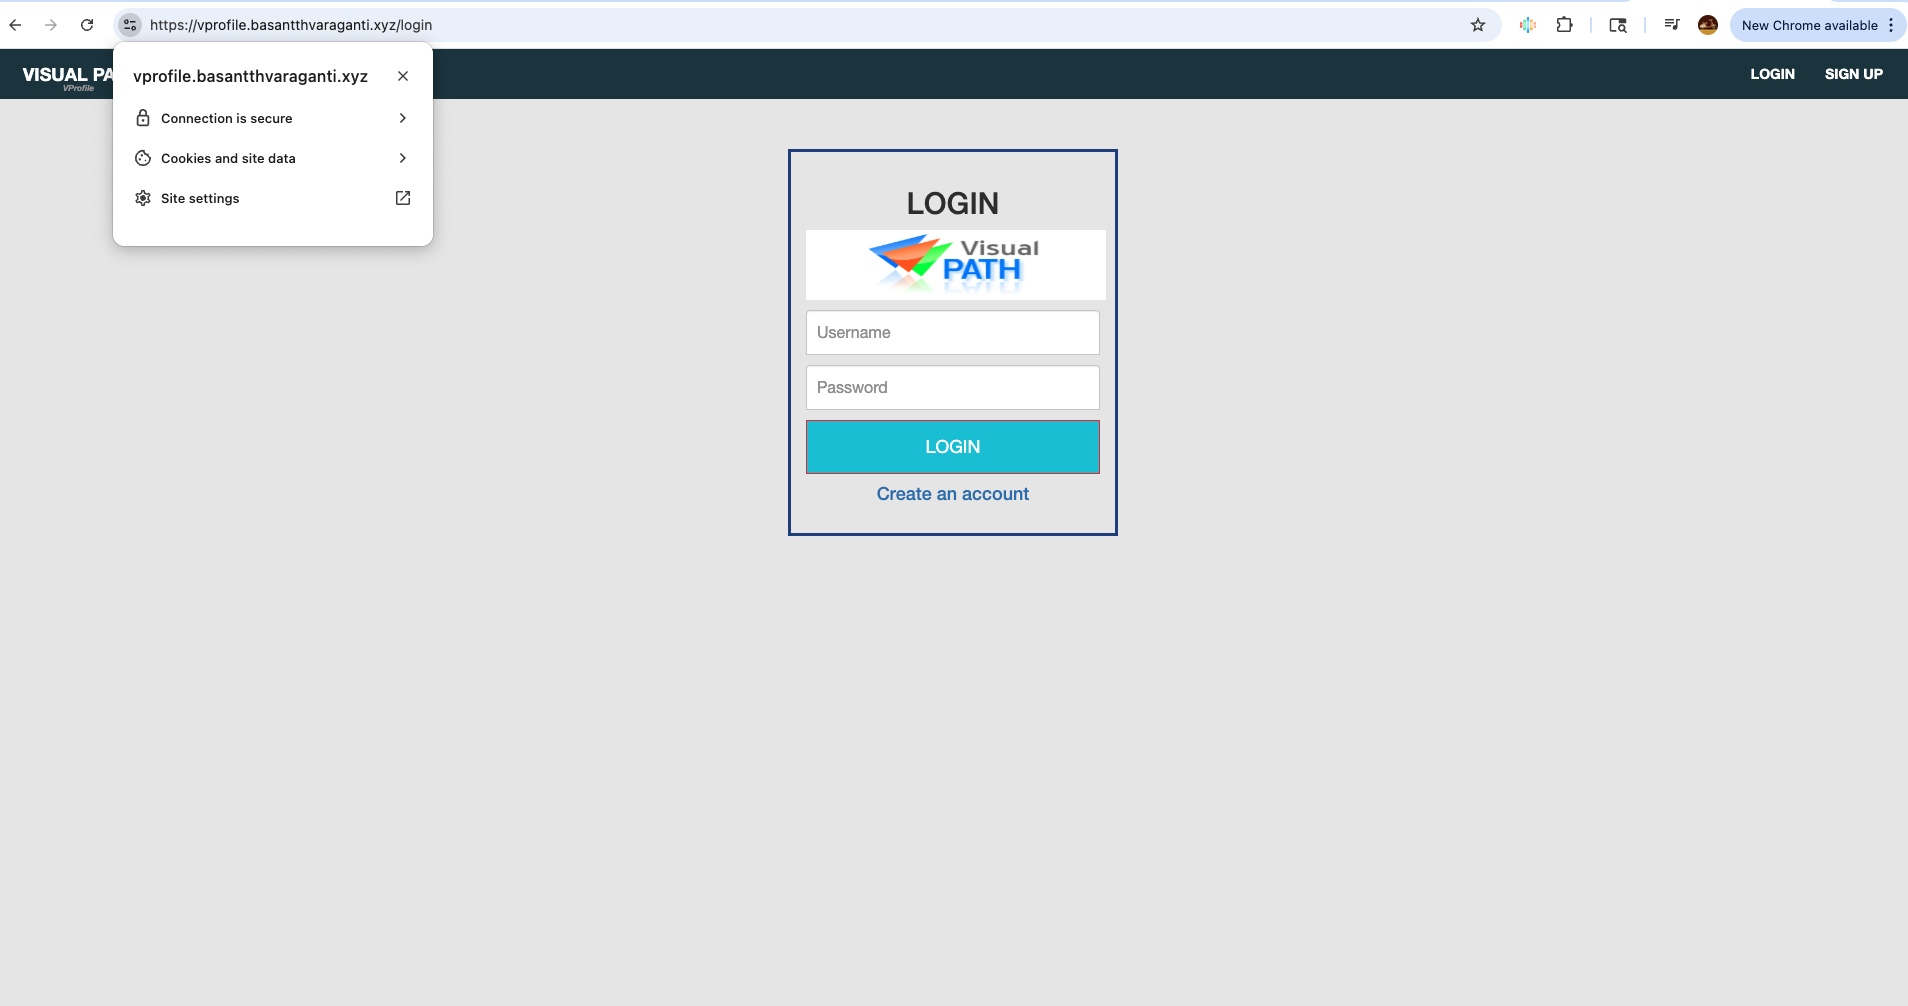 https://vprofile.basantthvaraganti.xyz/login
New Chrome available
VISUAL PA
VProfile
LOGIN
SIGN UP
vprofile.basantthvaraganti.xyz
Connection is secure
Cookies and site data
Site settings
LOGIN
Visual
PATH
Username
Password
LOGIN
Create an account